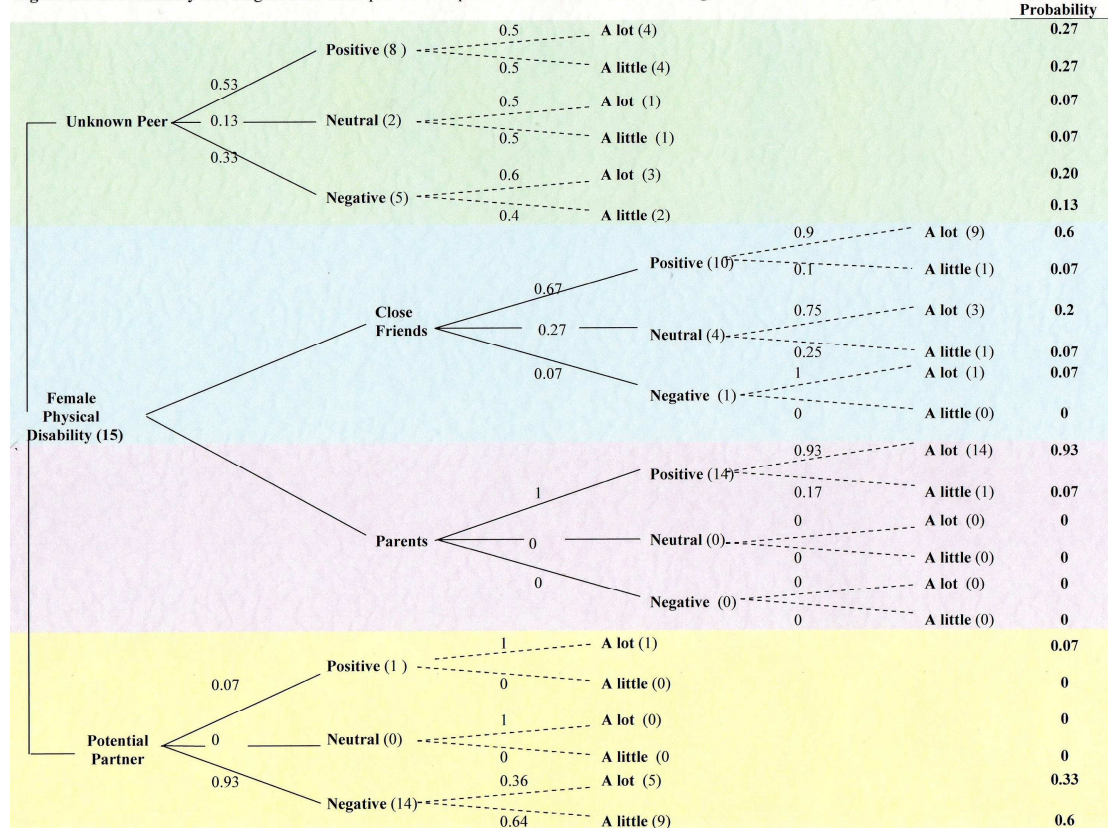 Probability
0.5 A lot (4) 0.27
Positive (8 )
0.5 A little (4) 0.27
0.53
0.5 A lot (1) 0.07
Unknown Peer 0.13 Neutral (2)
0.5 A little (1) 0.07
0.33
0.6 A lot (3) 0.20
Negative (5)
0.4 A little (2) 0.13
0.9 A lot (9) 0.6
Positive (10)
0.1 A little (1) 0.07
0.67
Close
Friends
0.75 A lot (3) 0.2
0.27 Neutral (4)
0.25 A little (1) 0.07
0.07
1 A lot (1) 0.07
Negative (1)
0 A little (0) 0
Female
Physical
Disability (15)
0.93 A lot (14) 0.93
Positive (14)
0.17 A little (1) 0.07
1
0 A lot (0) 0
Parents 0 Neutral (0)
0 A little (0) 0
0
0 A lot (0) 0
Negative (0)
0 A little (0) 0
1 A lot (1) 0.07
Positive (1 )
0 A little (0) 0
0.07
1 A lot (0) 0
Potential
Partner
0 Neutral (0)
0 A little (0 0
0.93
0.36 A lot (5) 0.33
Negative (14)
0.64 A little (9) 0.6